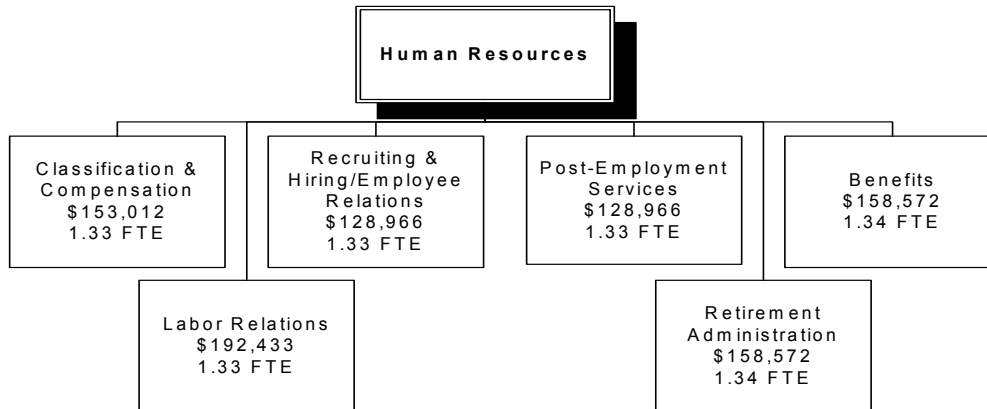 Human Resources
Classification &
Compensation
$153,012
1.33 FTE
Recruiting &
Hiring/Employee
Relations
$128,966
1.33 FTE
Post-Employment
Services
$128,966
1.33 FTE
Benefits
$158,572
1.34 FTE
Labor Relations
$192,433
1.33 FTE
Retirement
Administration
$158,572
1.34 FTE